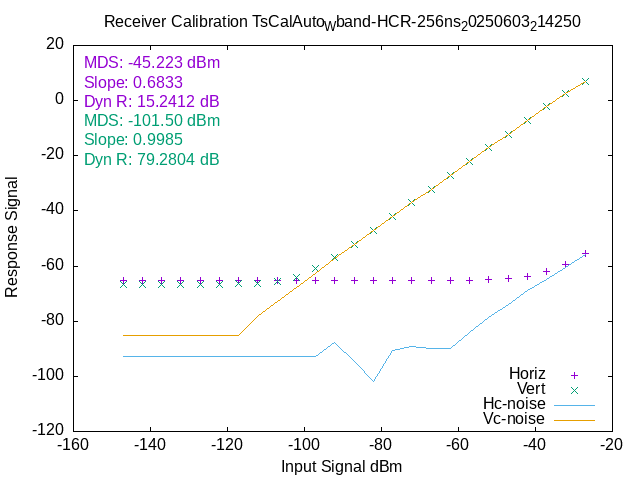 Receiver Calibration TsCalAutoWband-HCR-256ns20250603214250
20
0
-20
-40
-60
-80
-100
-120
-160
-140
-120
-100
-80
-60
-40
-20
Response Signal
Input Signal dBm
MDS: -45.223 dBm
Slope: 0.6833
Dyn R: 15.2412 dB
MDS: -101.50 dBm
Slope: 0.9985
Dyn R: 79.2804 dB
Horiz
Vert
Hc-noise
Vc-noise